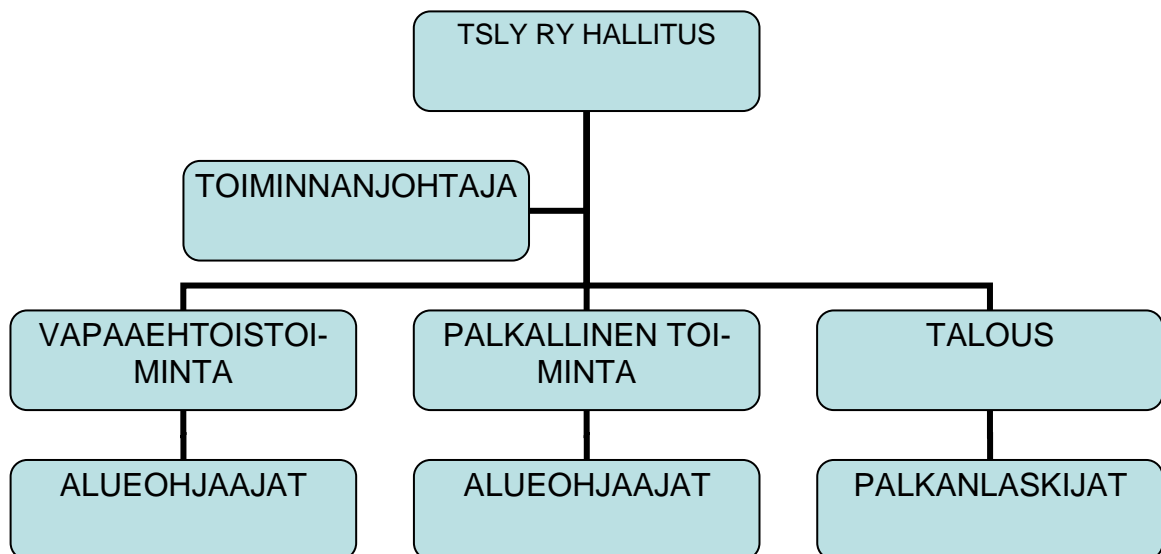 TSLY RY HALLITUS
TOIMINNANJOHTAJA
VAPAAEHTOISTOI-
MINTA
PALKALLINEN TOI-
MINTA
TALOUS
ALUEOHJAAJAT
ALUEOHJAAJAT
PALKANLASKIJAT